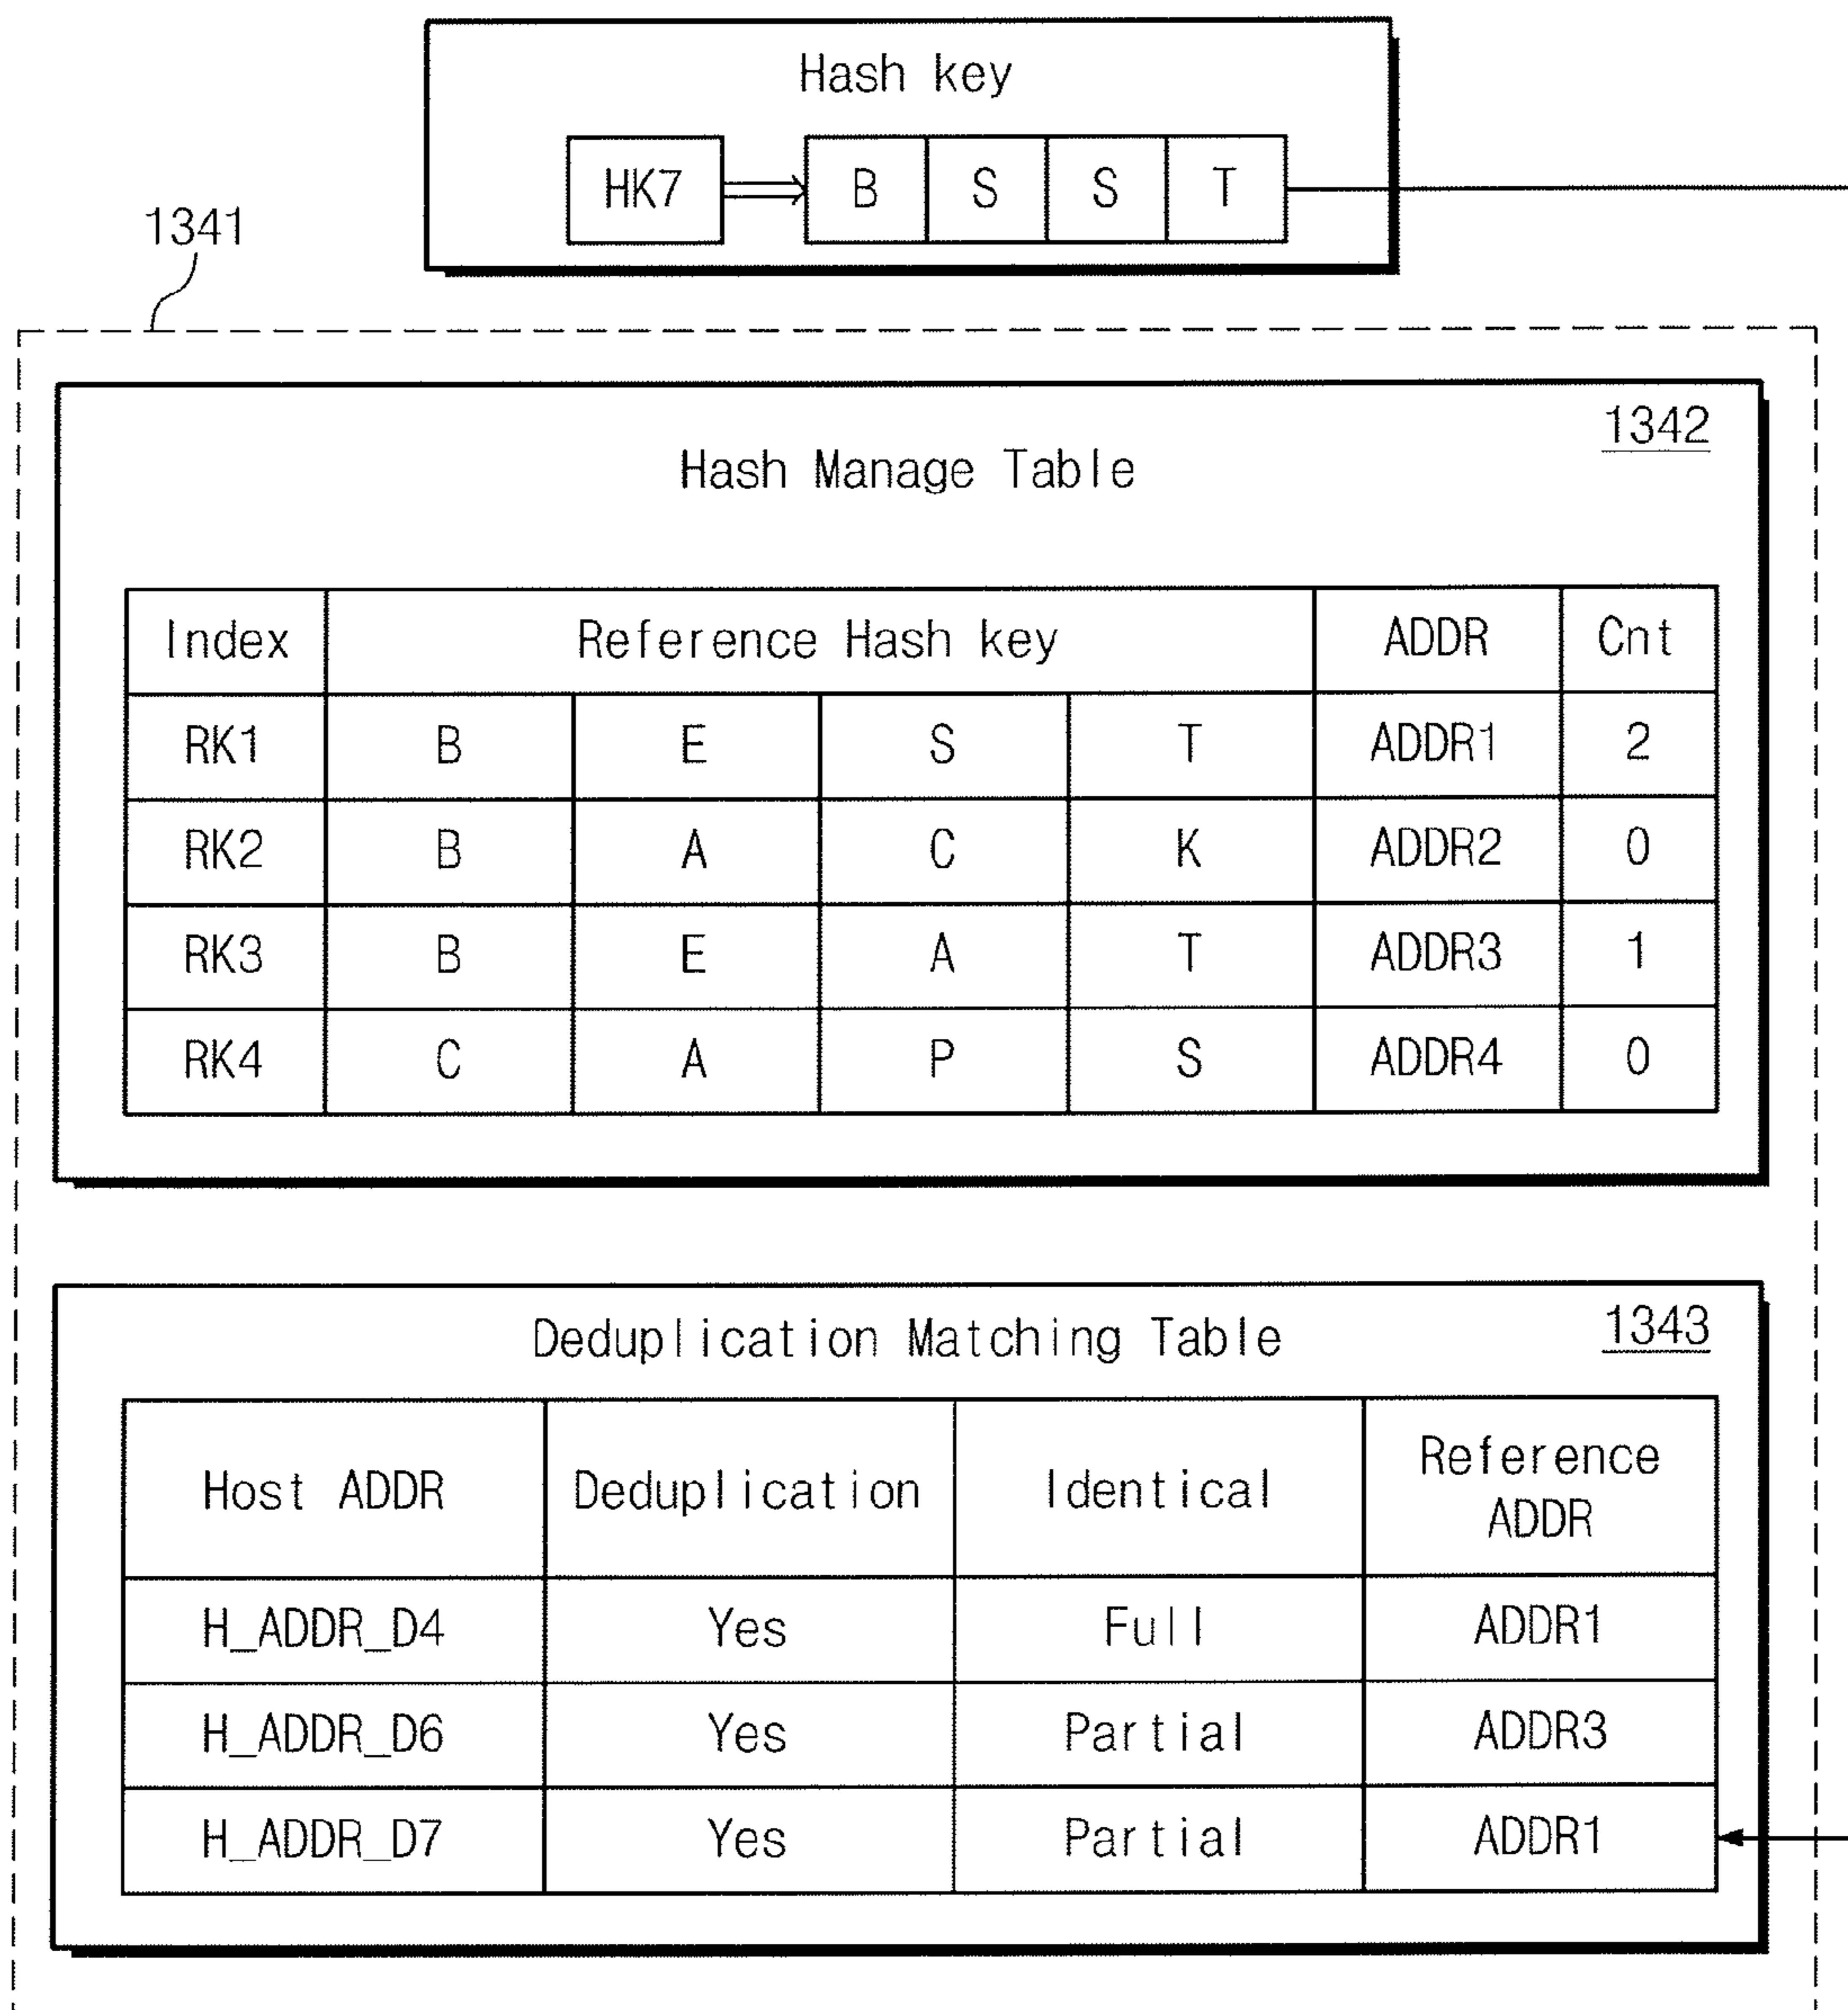 Hash key
HK7 B S S T
1341
1342
Hash Manage Table
Index Reference Hash key ADDR Cnt
RK1 B E S T ADDR1 2
RK2 B A C K ADDR2 0
RK3 B E A T ADDR3 1
RK4 C A P S ADDR4 0
Deduplication Matching Table 1343
Host ADDR Deduplication Identical Reference
ADDR
H_ADDR_D4 Yes Full ADDR1
H_ADDR_D6 Yes Partial ADDR3
H_ADDR_D7 Yes Partial ADDR1